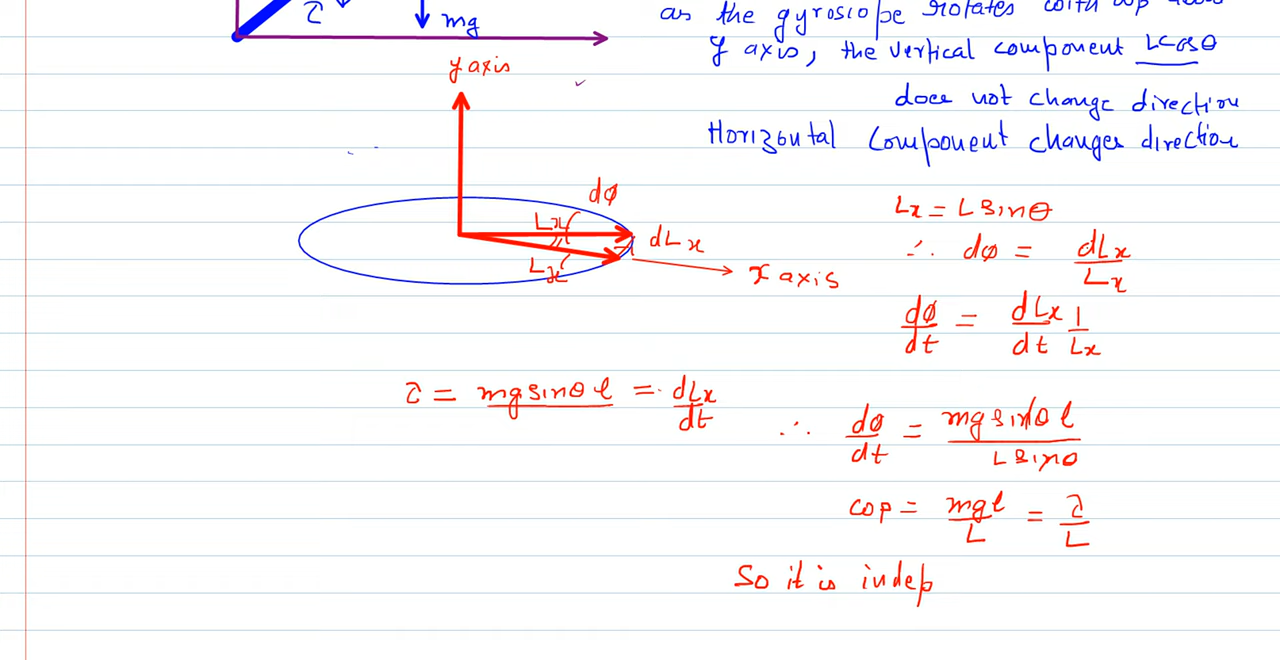 τ
mg
as the gyroscope rotates with ωp
y axis, the vertical component Lcosθ
does not change direction
Horizontal component changes direction
y axis
dφ
Lx
dLx
Lx
x axis
Lx = L sinθ
∴ dφ = dLx/Lx
dφ/dt = dLx/dt 1/Lx
τ = mg sinθ l = dLx/dt
∴ dφ/dt = mg sinθ l / L sinθ
ωp = mgl/L = τ/L
So it is indep